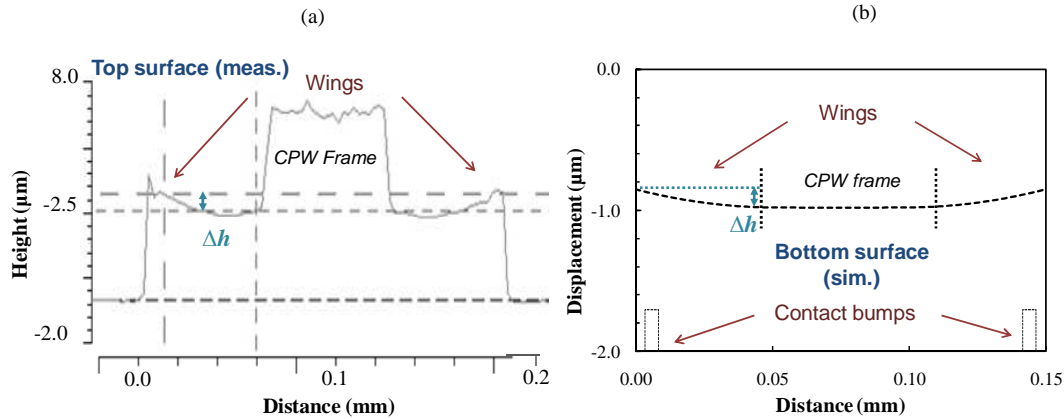 (a)
Top surface (meas.)
Wings
CPW Frame
Δh
8.0
-2.5
-2.0
Height (μm)
0.0
0.1
0.2
Distance (mm)
(b)
0.0
-1.0
-2.0
Displacement (μm)
Wings
CPW frame
Δh
Bottom surface
(sim.)
Contact bumps
0.00
0.05
0.10
0.15
Distance (mm)